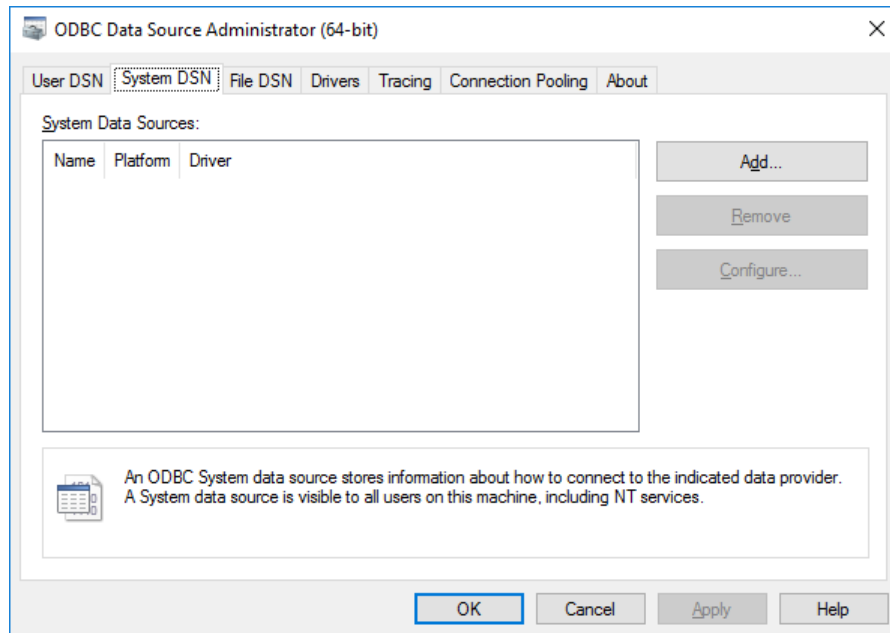 ODBC Data Source Administrator (64-bit)
User DSN System DSN File DSN Drivers Tracing Connection Pooling About
System Data Sources:
Name Platform Driver
Add...
Remove
Configure...
An ODBC System data source stores information about how to connect to the indicated data provider.
A System data source is visible to all users on this machine, including NT services.
OK Cancel Apply Help